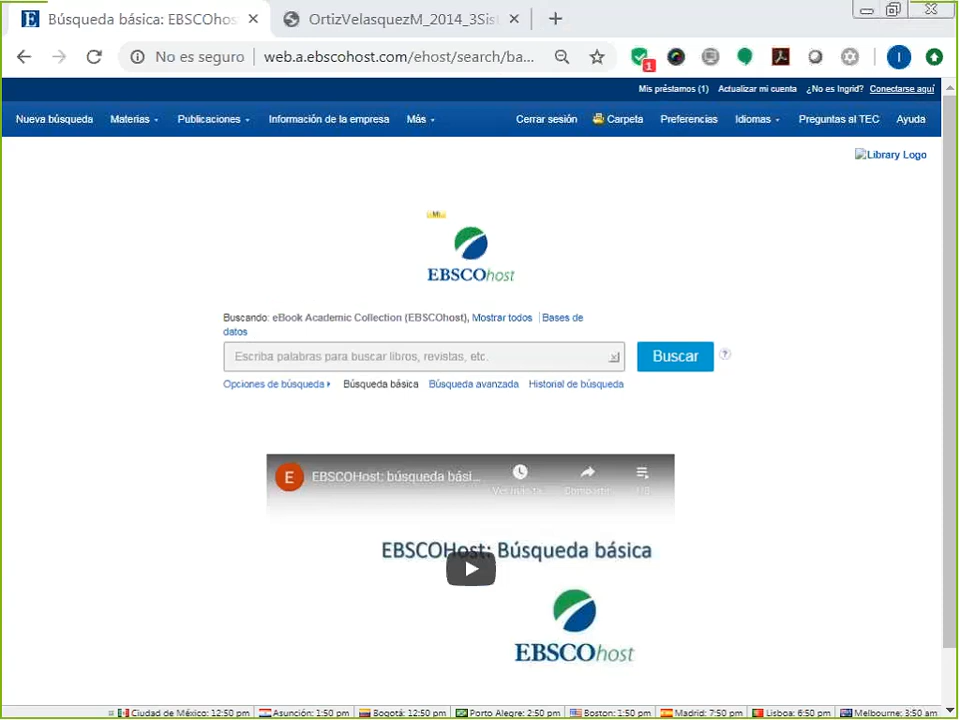 Búsqueda básica: EBSCOhos
OrtizVelasquezM_2014_3Sis
No es seguro
web.a.ebscohost.com/ehost/search/ba...
1
I
Mis préstamos (1) Actualizar mi cuenta ¿No es Ingrid? Conectarse aquí
Nueva búsqueda Materias Publicaciones Información de la empresa Más Cerrar sesión Carpeta Preferencias Idiomas Preguntas al TEC Ayuda
Library Logo
Mi
EBSCOhost
Buscando: eBook Academic Collection (EBSCOhost), Mostrar todos | Bases de
datos
Escriba palabras para buscar libros, revistas, etc.
Buscar
?
Opciones de búsqueda Búsqueda básica Búsqueda avanzada Historial de búsqueda
E
EBSCOHost: búsqueda bási...
EBSCOHost: Búsqueda básica
EBSCOhost
Ciudad de México: 12:50 pm Asunción: 1:50 pm Bogotá: 12:50 pm Porto Alegre: 2:50 pm Boston: 1:50 pm Madrid: 7:50 pm Lisboa: 6:50 pm Melbourne: 3:50 am